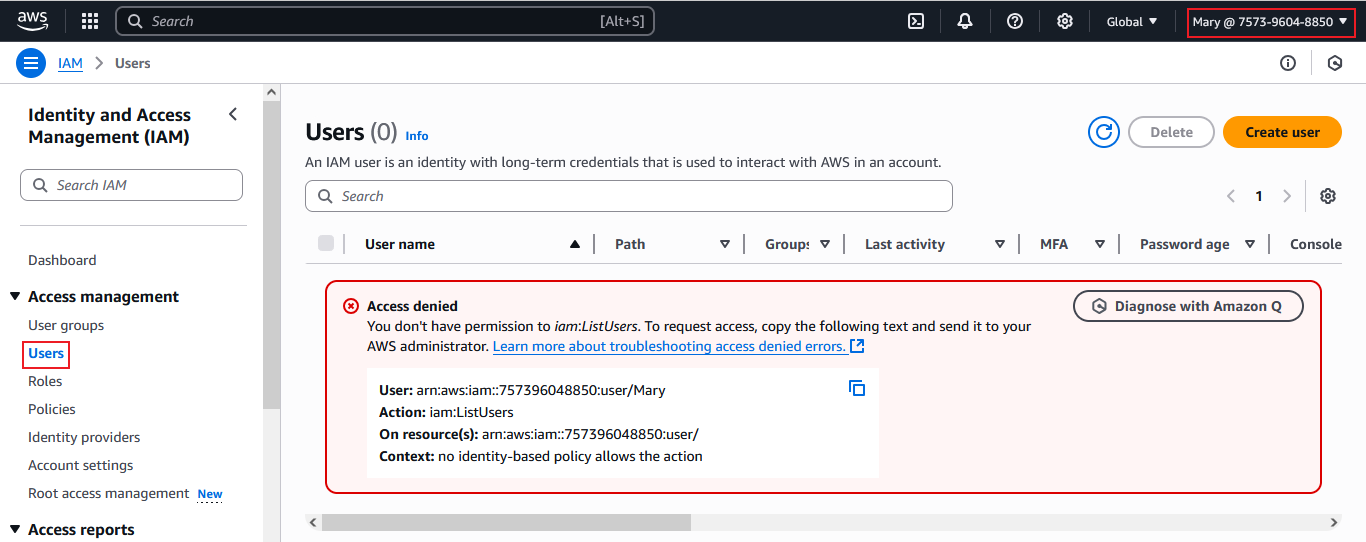 aws
Search [Alt+S]
Global
Mary @ 7573-9604-8850
IAM > Users
Identity and Access
Management (IAM)
Search IAM
Dashboard
Access management
User groups
Users
Roles
Policies
Identity providers
Account settings
Root access management New
Access reports
Users (0) Info
Delete
Create user
An IAM user is an identity with long-term credentials that is used to interact with AWS in an account.
Search
1
User name Path Groups Last activity MFA Password age Console
Access denied
You don't have permission to iam:ListUsers. To request access, copy the following text and send it to your
AWS administrator. Learn more about troubleshooting access denied errors.
Diagnose with Amazon Q
User: arn:aws:iam::757396048850:user/Mary
Action: iam:ListUsers
On resource(s): arn:aws:iam::757396048850:user/
Context: no identity-based policy allows the action